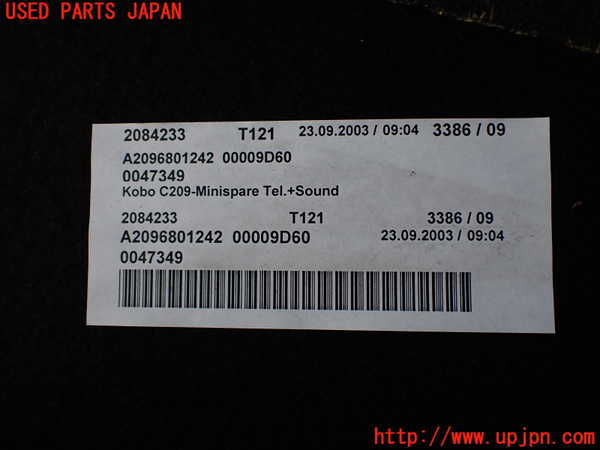 USED PARTS JAPAN
2084233 T121 23.09.2003 / 09:04 3386 / 09
A2096801242 00009D60
0047349
Kobo C209-Minispare Tel.+Sound
2084233 T121 3386 / 09
A2096801242 00009D60 23.09.2003 / 09:04
0047349
http://www.upjpn.com/